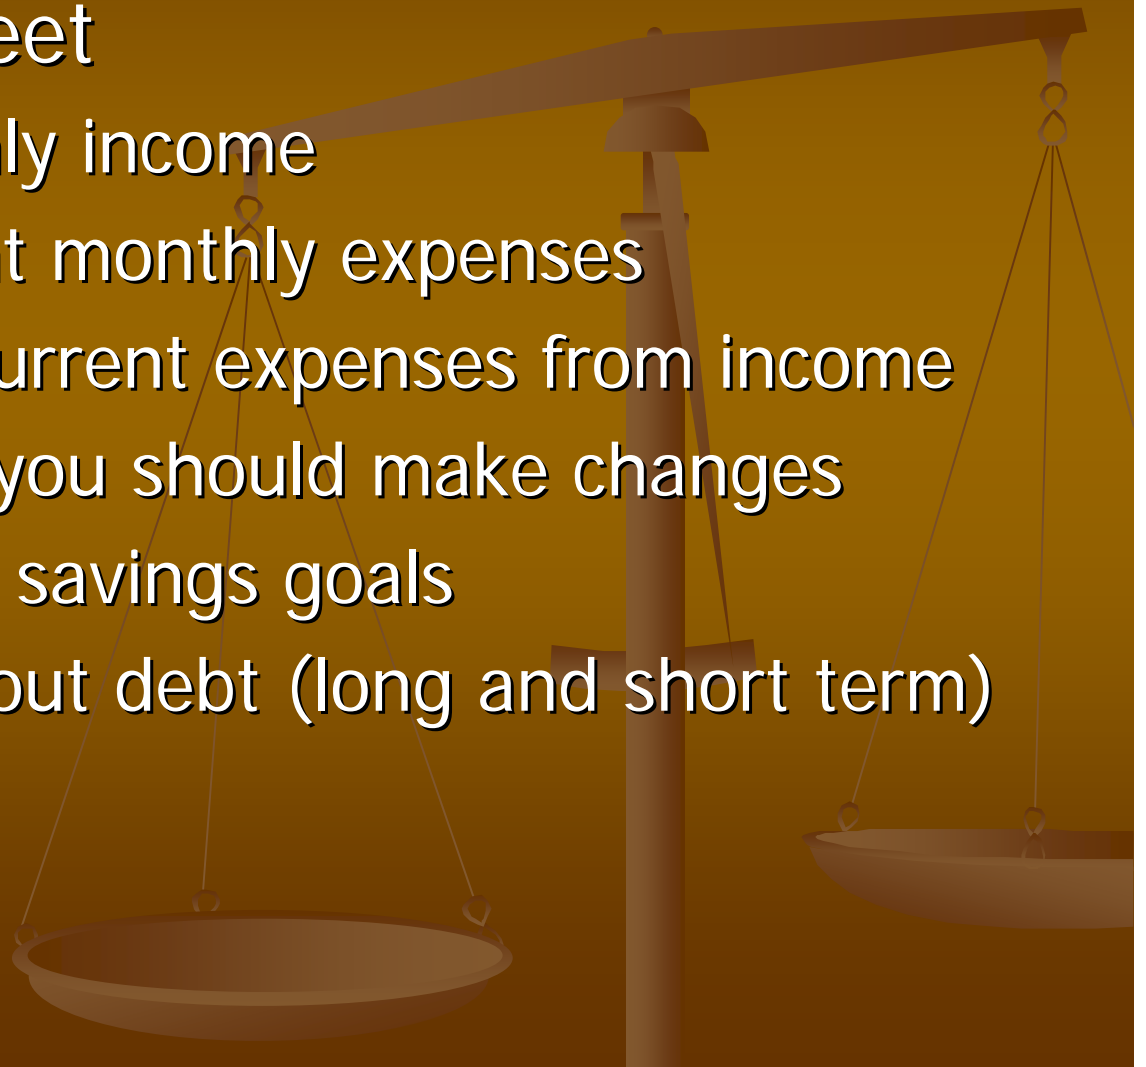 eet
ly income
t monthly expenses
urrent expenses from income
you should make changes
savings goals
out debt (long and short term)